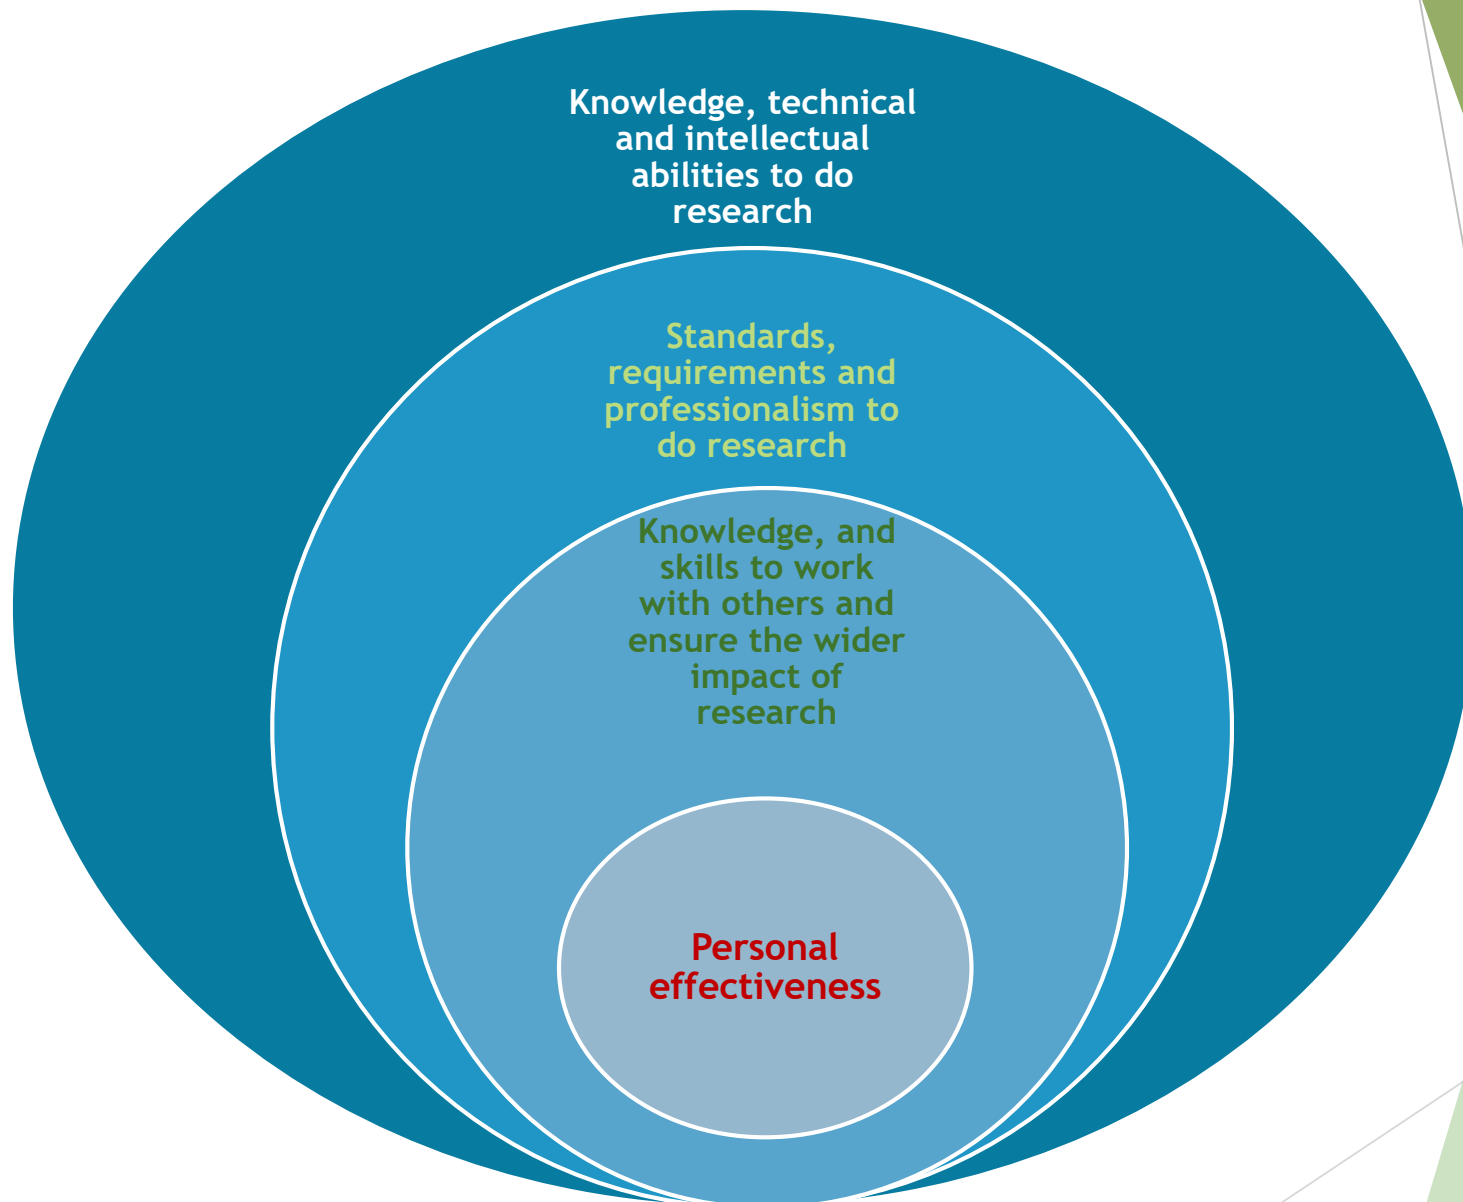 Knowledge, technical
and intellectual
abilities to do
research
Standards,
requirements and
professionalism to
do research
Knowledge, and
skills to work
with others and
ensure the wider
impact of
research
Personal
effectiveness